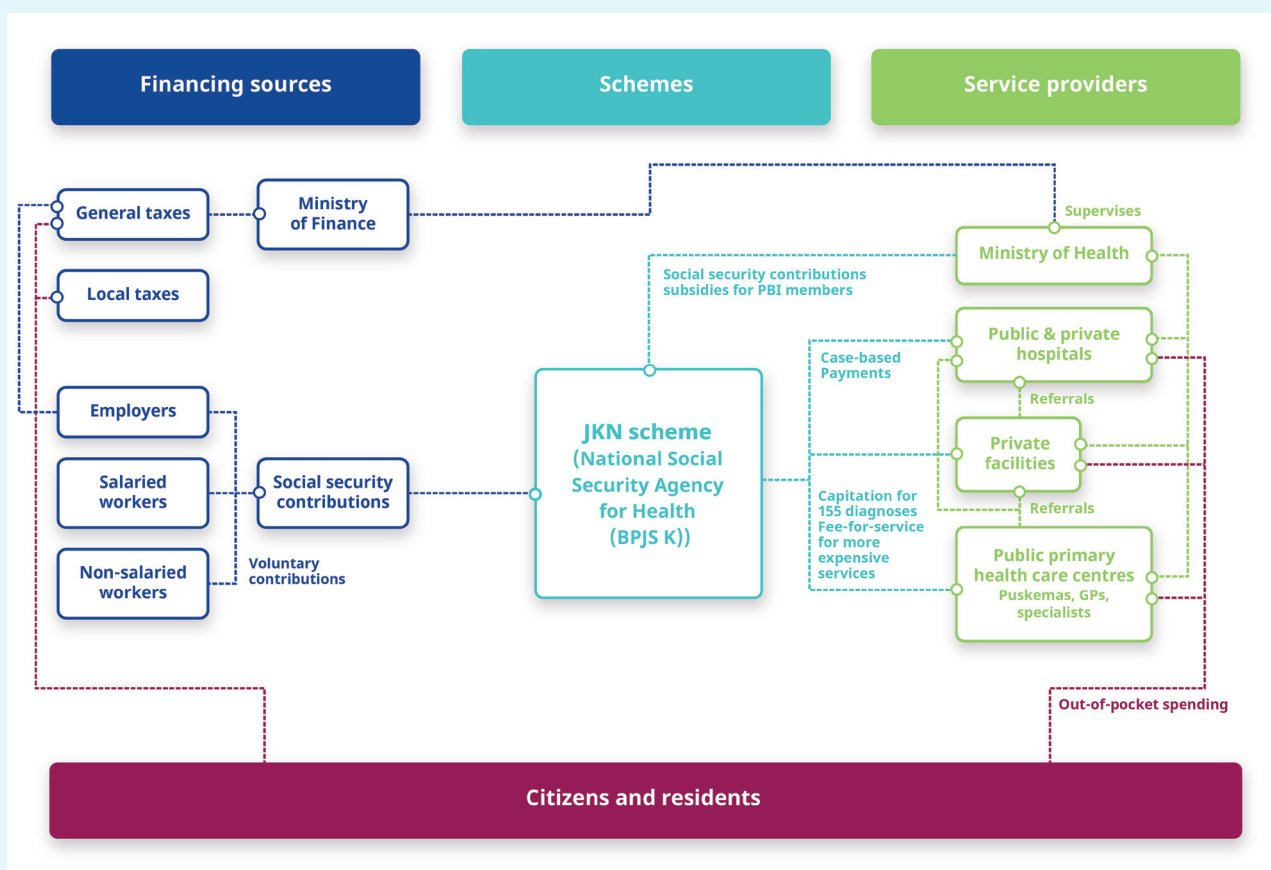 Financing sources
Schemes
Service providers
General taxes
Ministry
of Finance
Local taxes
Employers
Salaried
workers
Non-salaried
workers
Social security
contributions
Voluntary
contributions
JKN scheme
(National Social
Security Agency
for Health
(BPJS K))
Social security contributions
subsidies for PBI members
Case-based
Payments
Capitation for
155 diagnoses
Fee-for-service
for more
expensive
services
Supervises
Ministry of Health
Public & private
hospitals
Referrals
Private
facilities
Referrals
Public primary
health care centres
Puskemas, GPs,
specialists
Out-of-pocket spending
Citizens and residents